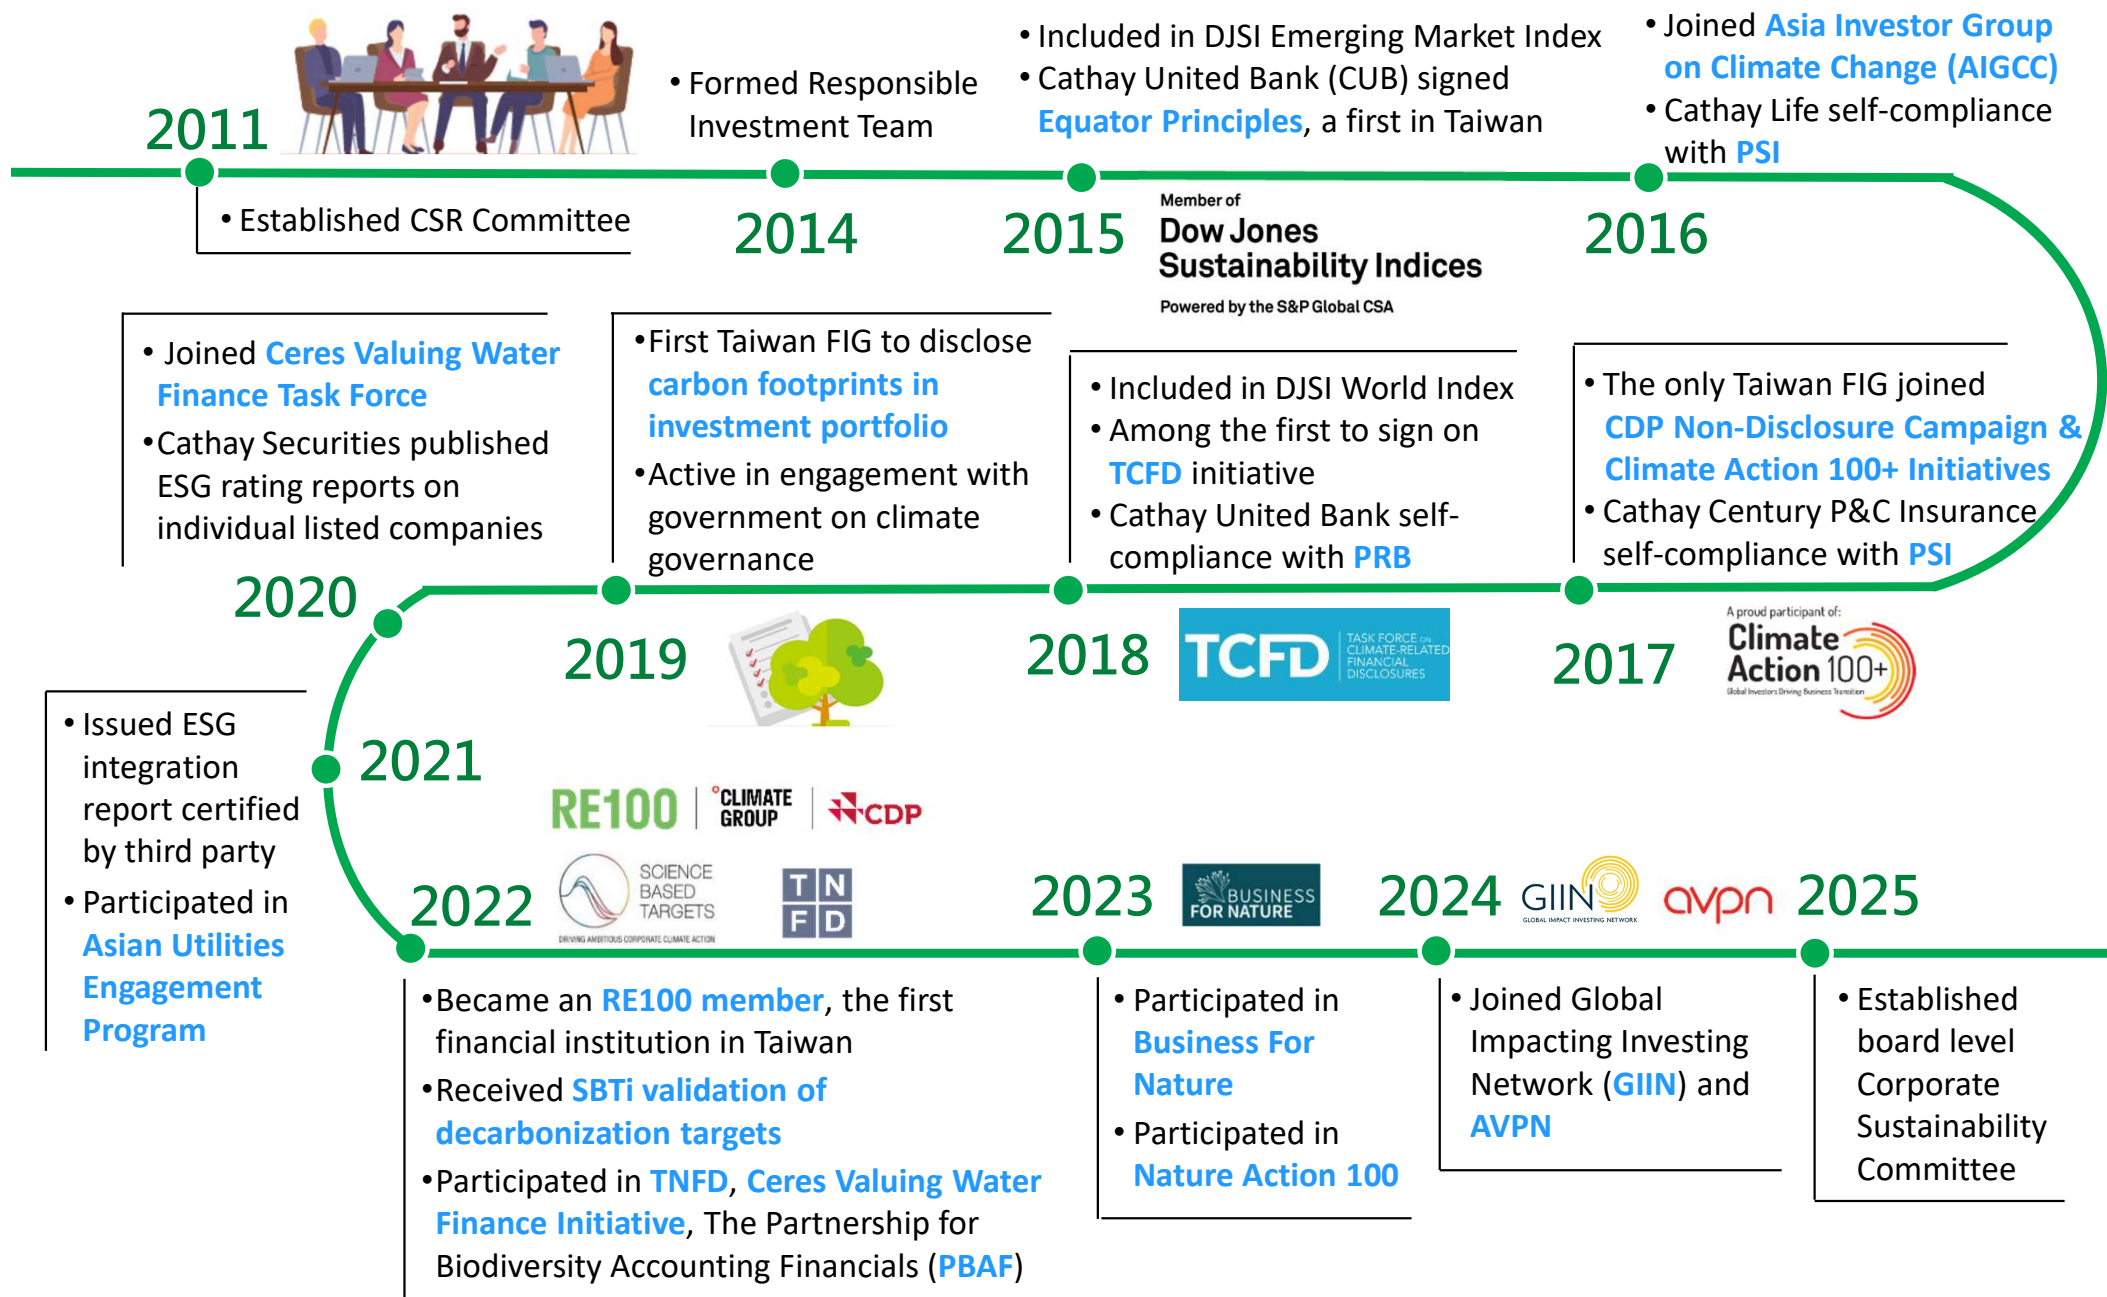 2011
• Established CSR Committee
• Formed Responsible
Investment Team
2014
• Included in DJSI Emerging Market Index
• Cathay United Bank (CUB) signed
Equator Principles, a first in Taiwan
2015
Member of
Dow Jones
Sustainability Indices
Powered by the S&P Global CSA
• Joined Asia Investor Group
on Climate Change (AIGCC)
• Cathay Life self-compliance
with PSI
2016
• The only Taiwan FIG joined
CDP Non-Disclosure Campaign &
Climate Action 100+ Initiatives
• Cathay Century P&C Insurance
self-compliance with PSI
2017
A proud participant of:
Climate
Action 100+
Global Investors Driving Business Transition
• Included in DJSI World Index
• Among the first to sign on
TCFD initiative
• Cathay United Bank self-
compliance with PRB
2018
TCFD
TASK FORCE ON
CLIMATE-RELATED
FINANCIAL
DISCLOSURES
•First Taiwan FIG to disclose
carbon footprints in
investment portfolio
•Active in engagement with
government on climate
governance
2019
• Joined Ceres Valuing Water
Finance Task Force
•Cathay Securities published
ESG rating reports on
individual listed companies
2020
• Issued ESG
integration
report certified
by third party
• Participated in
Asian Utilities
Engagement
Program
2021
RE100
°CLIMATE
GROUP
CDP
2022
SCIENCE
BASED
TARGETS
DRIVING AMBITIOUS CORPORATE CLIMATE ACTION
TN
FD
•Became an RE100 member, the first
financial institution in Taiwan
•Received SBTi validation of
decarbonization targets
•Participated in TNFD, Ceres Valuing Water
Finance Initiative, The Partnership for
Biodiversity Accounting Financials (PBAF)
2023
BUSINESS
FOR NATURE
• Participated in
Business For
Nature
• Participated in
Nature Action 100
2024
GIIN
GLOBAL IMPACT INVESTING NETWORK
avpn
• Joined Global
Impacting Investing
Network (GIIN) and
AVPN
2025
• Established
board level
Corporate
Sustainability
Committee